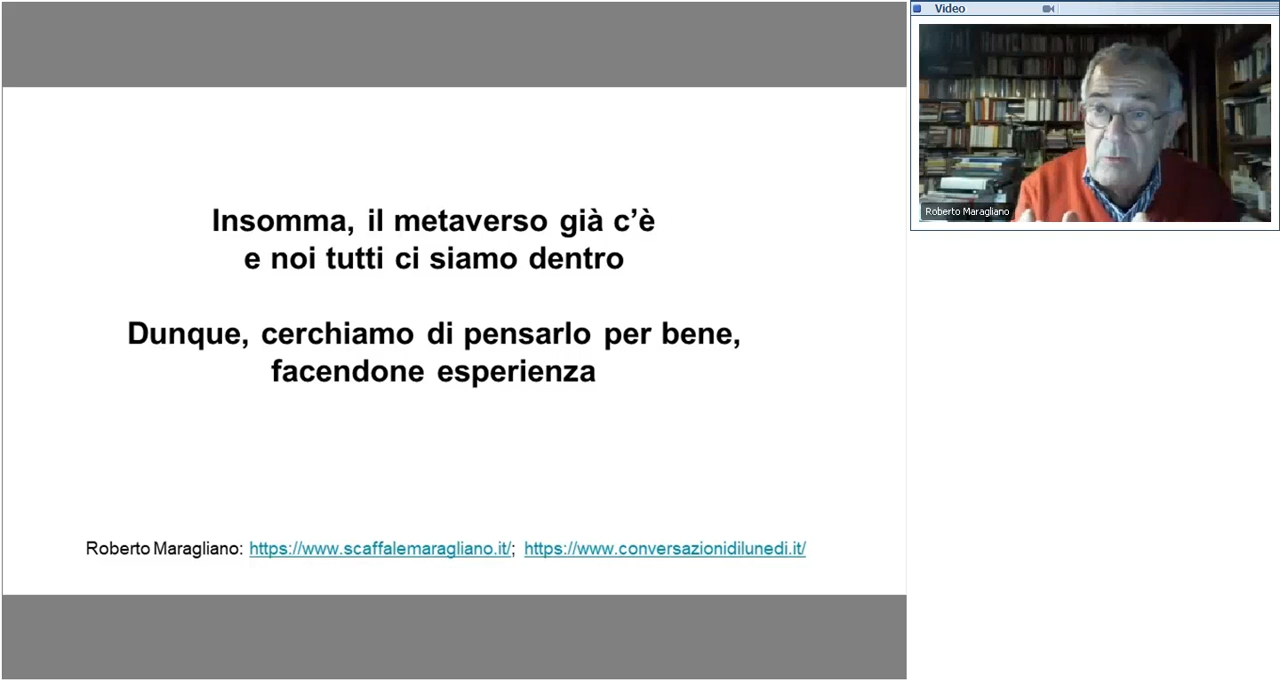 Insomma, il metaverso già c’è
e noi tutti ci siamo dentro
Dunque, cerchiamo di pensarlo per bene,
facendone esperienza
Roberto Maragliano: https://www.scaffalemaragliano.it/; https://www.conversazionidilunedi.it/
Video
Roberto Maragliano